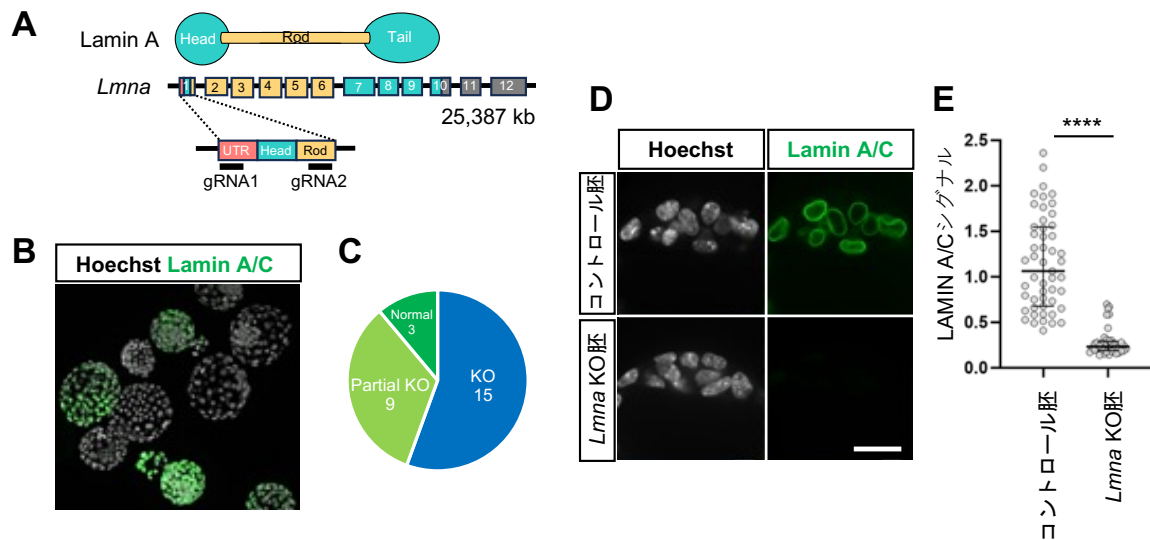 A
Lamin A
Head
Rod
Tail
Lmna
1
2
3
4
5
6
7
8
9
10
11
12
25,387 kb
UTR
Head
Rod
gRNA1
gRNA2
B
Hoechst Lamin A/C
C
Normal
3
Partial KO
9
KO
15
D
Hoechst
Lamin A/C
コントロール胚
Lmna KO胚
E
****
LAMIN A/Cシグナル
2.5
2.0
1.5
1.0
0.5
0.0
コントロール胚
Lmna KO胚